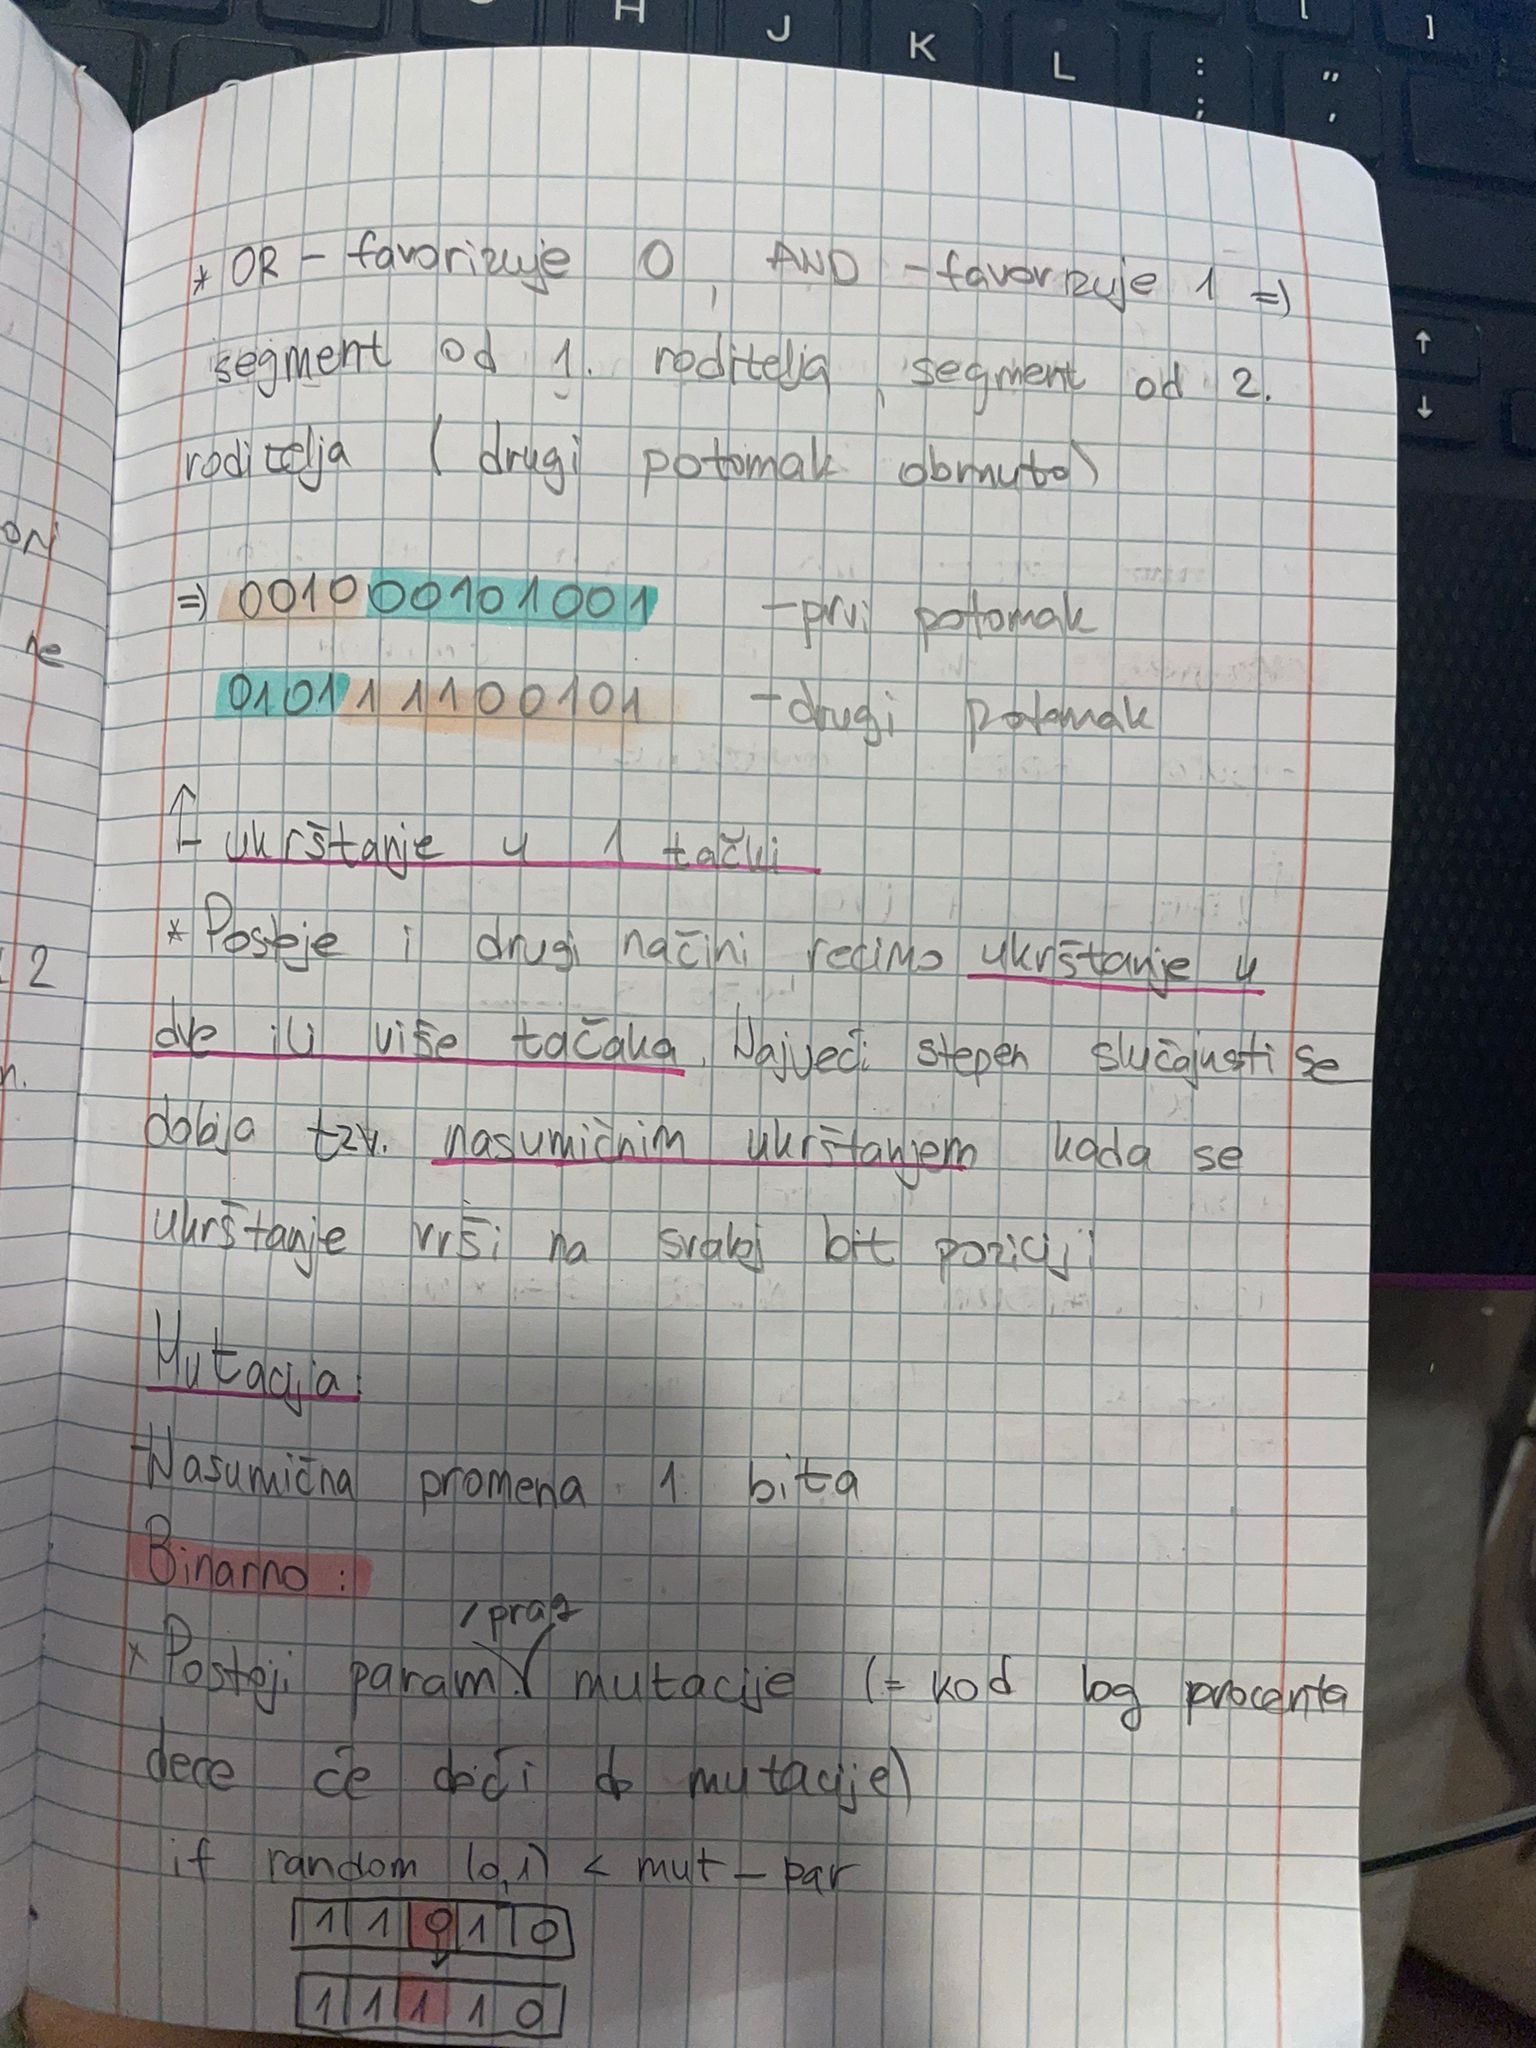 H
J
K
L
:
;
"
,
[
]
↑
↓
* OR - favorizuje 0, AND - favorizuje 1 =>
segment od 1. roditelja, segment od 2.
roditelja (drugi potomak obrnuto)
=> 0010 00101001 - prvi potomak
0101 11100101 - drugi potomak
↑- ukrštanje u 1 tački
* Postoje i drugi načini, recimo ukrštanje u
dve ili više tačaka. Najveći stepen slučajnosti se
dobija tzv. nasumičnim ukrštanjem kada se
ukrštanje vrši na svakoj bit poziciji
Mutacija:
- Nasumična promena 1 bita
Binarno:
/prag
* Postoji param. mutacije (= kod kog procenta
dece će doći do mutacije)
if random (0,1) < mut - par
1 1 0 1 0
1 1 1 1 0
ON
ne
2
n.